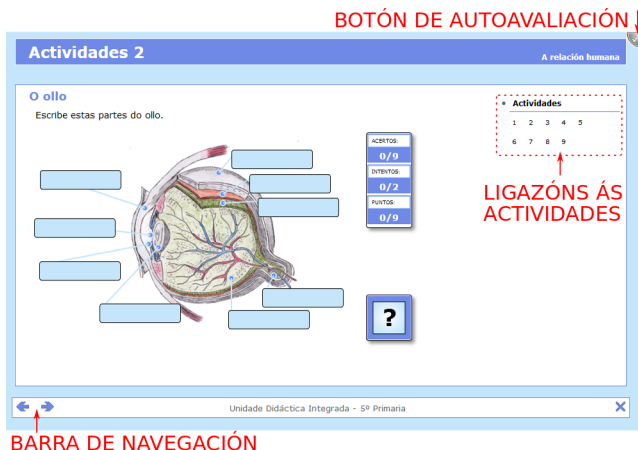 BOTÓN DE AUTOAVALIACIÓN
Actividades 2
A relación humana
O ollo
Escribe estas partes do ollo.
Actividades
1 2 3 4 5
6 7 8 9
ACERTOS:
0/9
INTENTOS:
0/2
PUNTOS:
0/9
LIGAZÓNS ÁS
ACTIVIDADES
?
Unidade Didáctica Integrada - 5º Primaria
BARRA DE NAVEGACIÓN